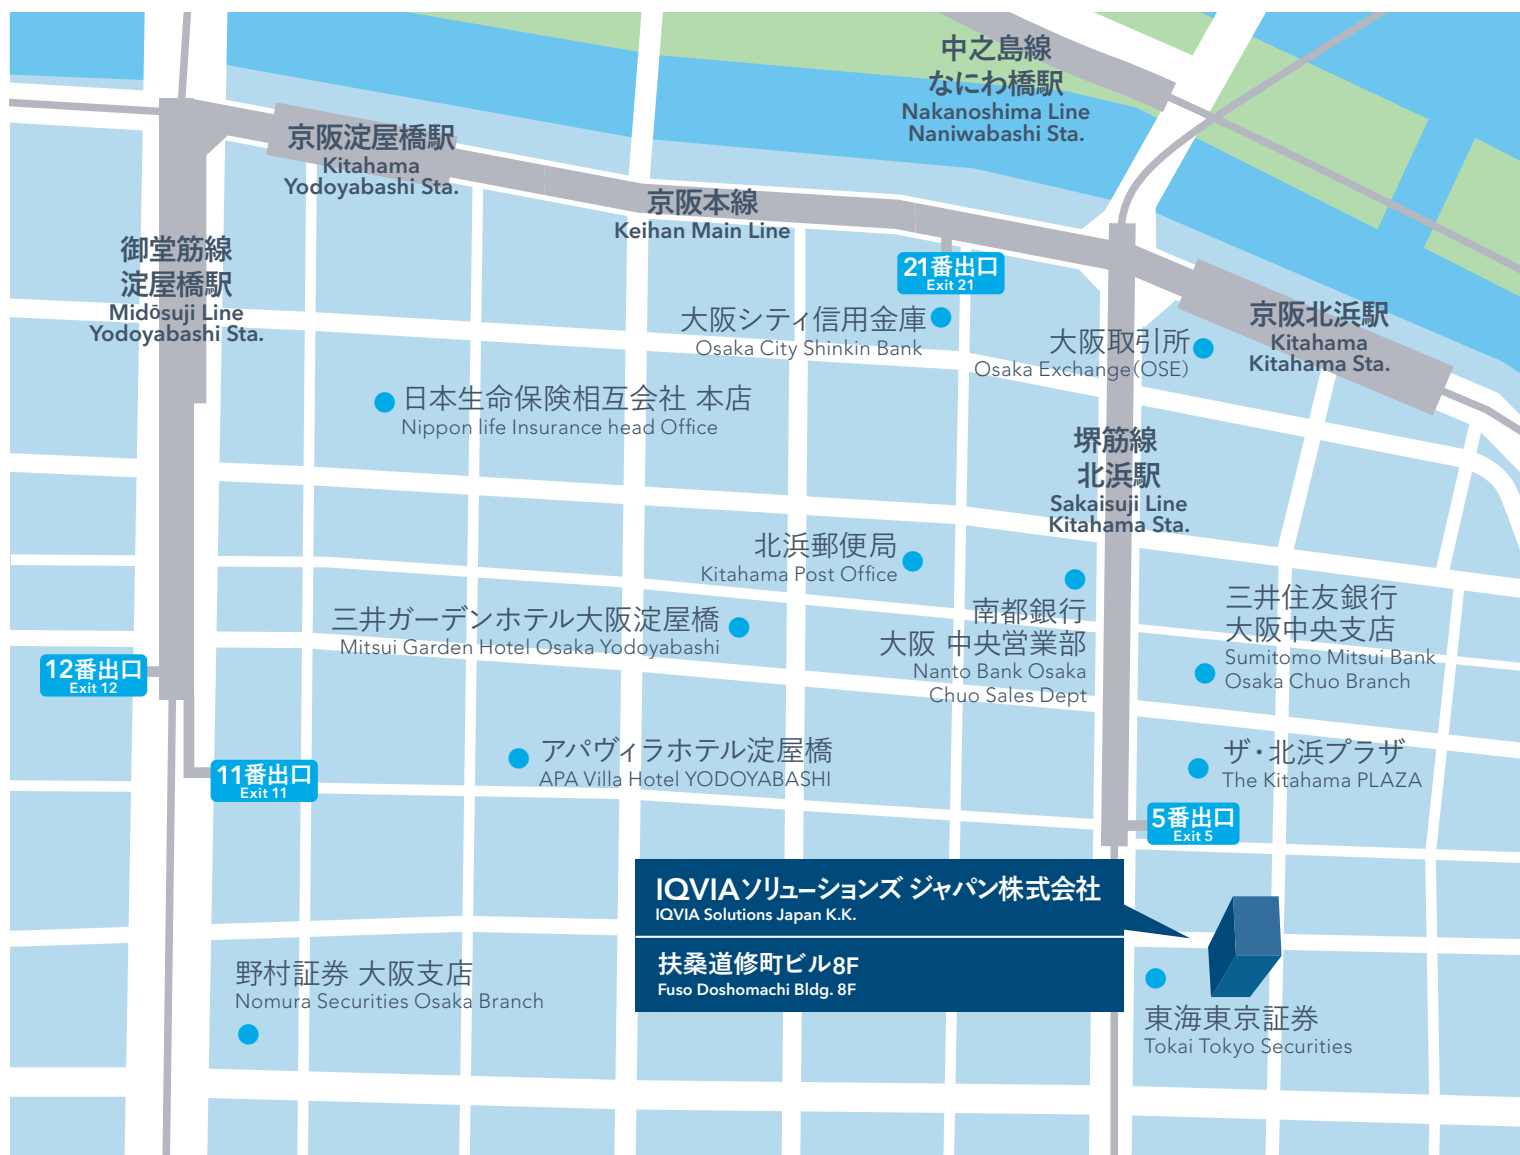 中之島線
なにわ橋駅
Nakanoshima Line
Naniwabashi Sta.
京阪淀屋橋駅
Kitahama
Yodoyabashi Sta.
京阪本線
Keihan Main Line
御堂筋線
淀屋橋駅
Midōsuji Line
Yodoyabashi Sta.
21番出口
Exit 21
大阪シティ信用金庫
Osaka City Shinkin Bank
大阪取引所
Osaka Exchange(OSE)
京阪北浜駅
Kitahama
Kitahama Sta.
日本生命保険相互会社 本店
Nippon life Insurance head Office
堺筋線
北浜駅
Sakaisuji Line
Kitahama Sta.
北浜郵便局
Kitahama Post Office
三井ガーデンホテル大阪淀屋橋
Mitsui Garden Hotel Osaka Yodoyabashi
南都銀行
大阪 中央営業部
Nanto Bank Osaka
Chuo Sales Dept
三井住友銀行
大阪中央支店
Sumitomo Mitsui Bank
Osaka Chuo Branch
12番出口
Exit 12
11番出口
Exit 11
アパヴィラホテル淀屋橋
APA Villa Hotel YODOYABASHI
ザ・北浜プラザ
The Kitahama PLAZA
5番出口
Exit 5
IQVIAソリューションズ ジャパン株式会社
IQVIA Solutions Japan K.K.
扶桑道修町ビル8F
Fuso Doshomachi Bldg. 8F
野村証券 大阪支店
Nomura Securities Osaka Branch
東海東京証券
Tokai Tokyo Securities